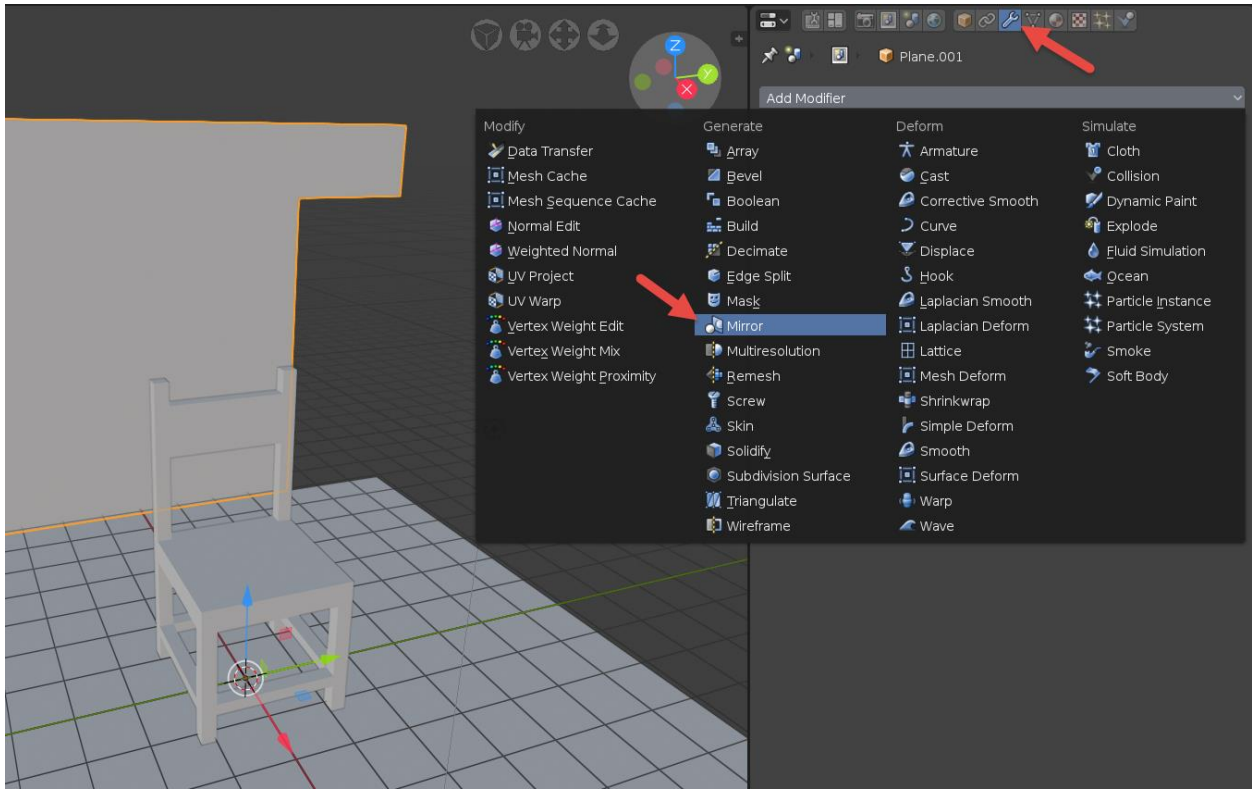 Plane.001
Add Modifier
Modify
Data Transfer
Mesh Cache
Mesh Sequence Cache
Normal Edit
Weighted Normal
UV Project
UV Warp
Vertex Weight Edit
Vertex Weight Mix
Vertex Weight Proximity
Generate
Array
Bevel
Boolean
Build
Decimate
Edge Split
Mask
Mirror
Multiresolution
Remesh
Screw
Skin
Solidify
Subdivision Surface
Triangulate
Wireframe
Deform
Armature
Cast
Corrective Smooth
Curve
Displace
Hook
Laplacian Smooth
Laplacian Deform
Lattice
Mesh Deform
Shrinkwrap
Simple Deform
Smooth
Surface Deform
Warp
Wave
Simulate
Cloth
Collision
Dynamic Paint
Explode
Fluid Simulation
Ocean
Particle Instance
Particle System
Smoke
Soft Body
Z
Y
X